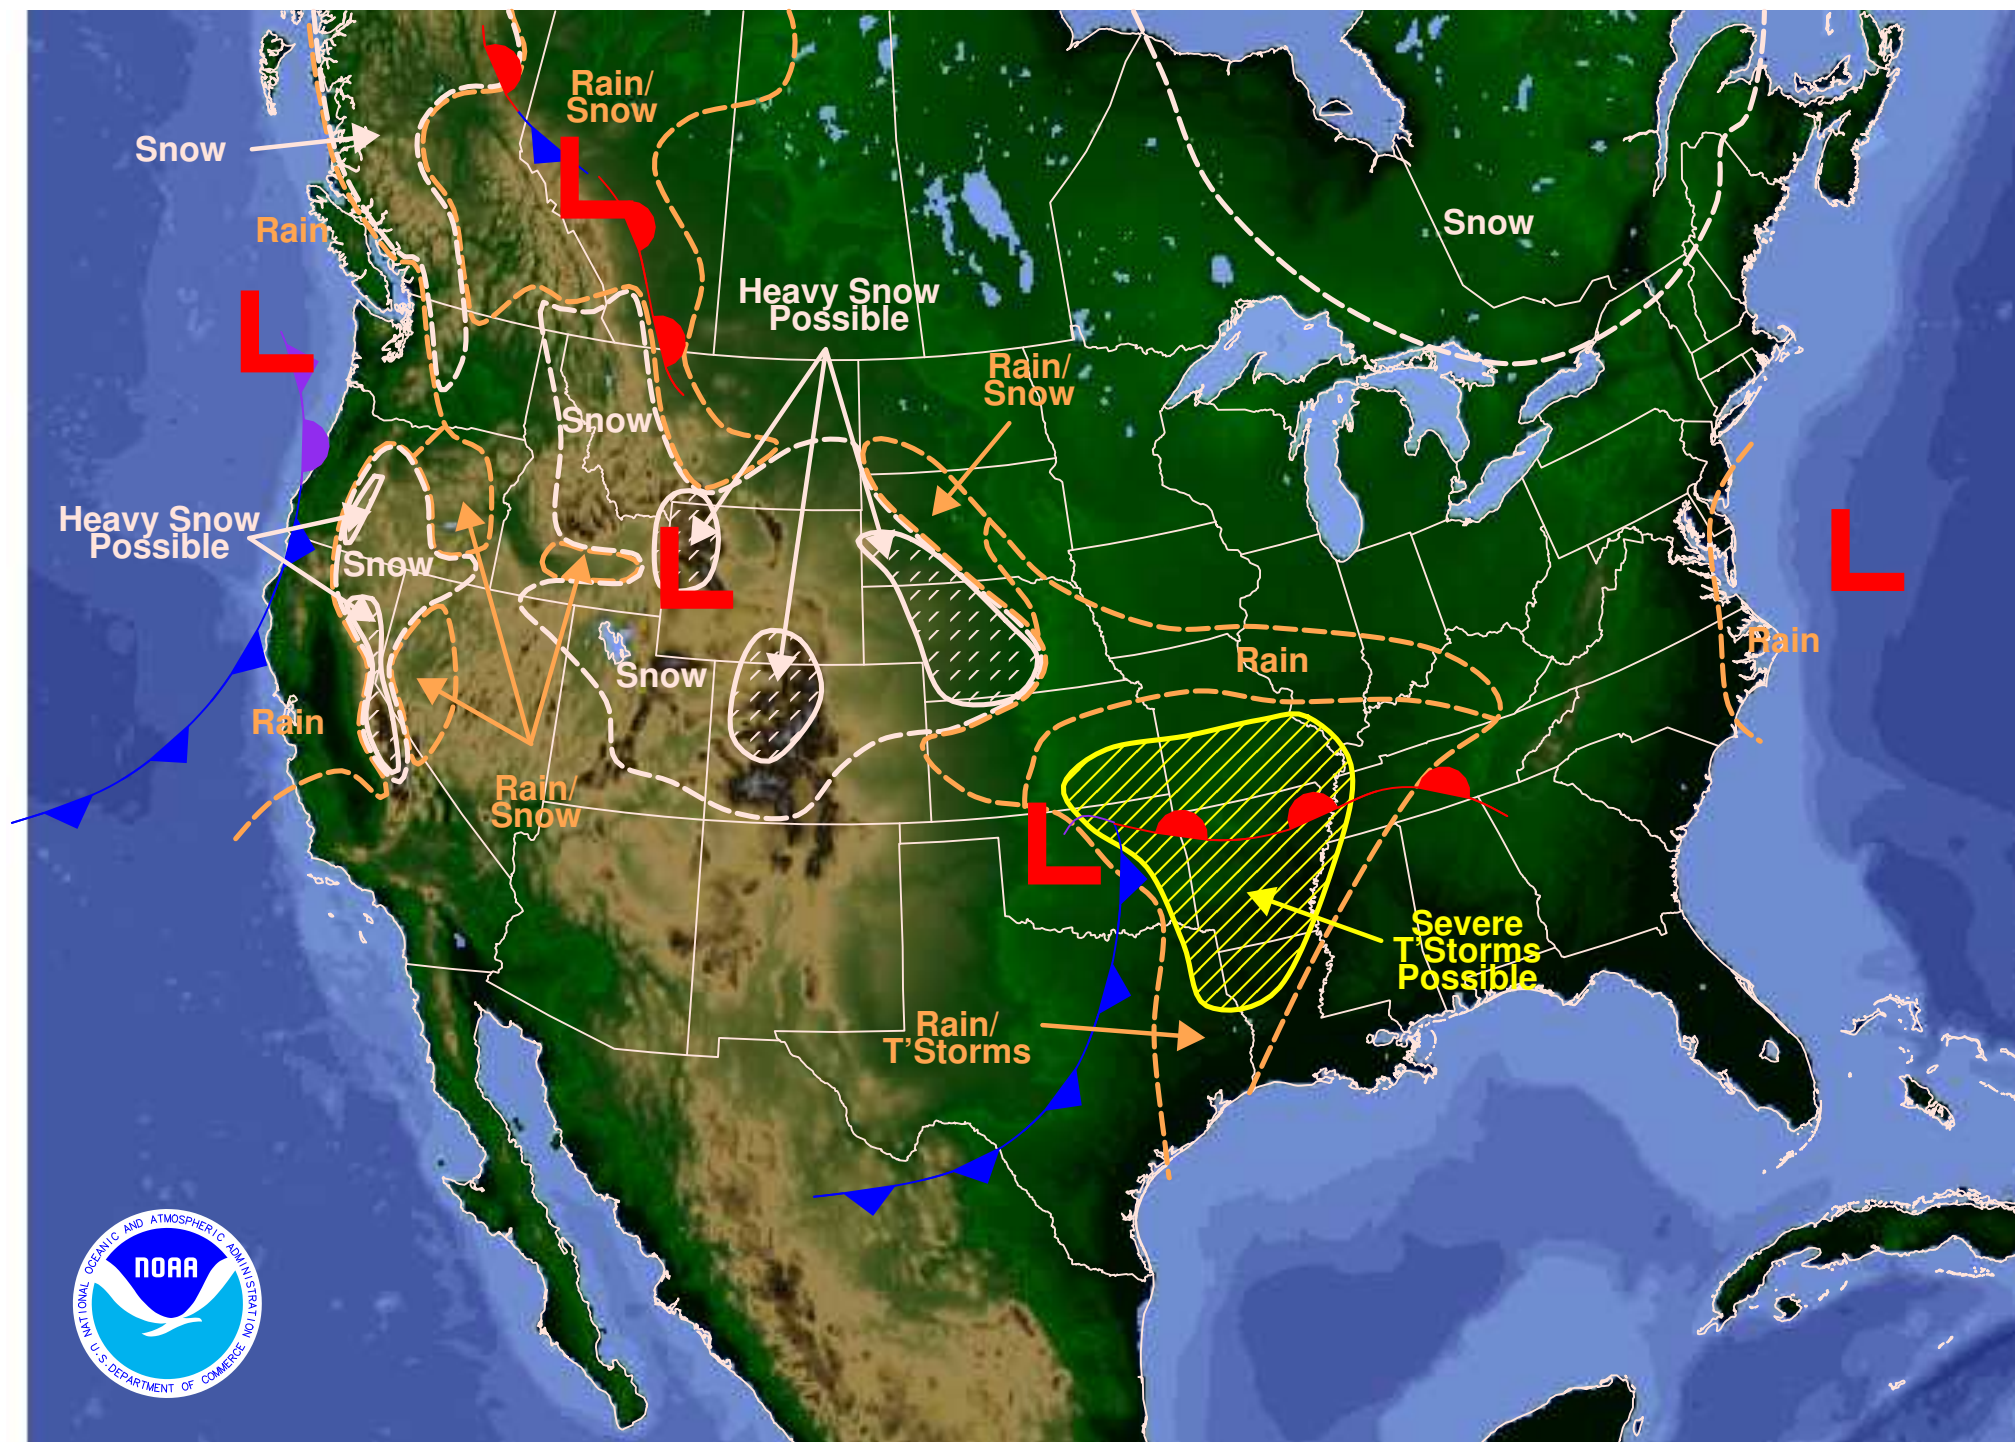 Rain/
Snow
Snow
Snow
Rain
Heavy Snow
Possible
Rain/
Snow
Snow
Heavy Snow
Possible
Snow
Rain
Rain
Snow
Rain
Rain/
Snow
Severe
T'Storms
Possible
Rain/
T'Storms
L
L
L
L
L
NATIONAL OCEANIC AND ATMOSPHERIC ADMINISTRATION
NOAA
U.S. DEPARTMENT OF COMMERCE